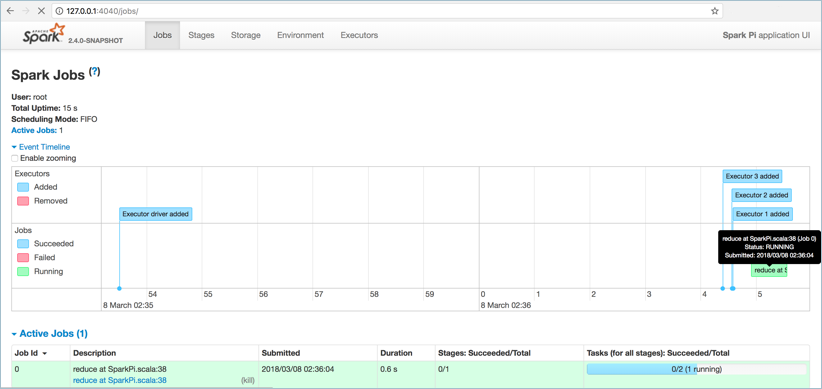 127.0.0.1:4040/jobs/
APACHE
Spark 2.4.0-SNAPSHOT
Jobs
Stages
Storage
Environment
Executors
Spark Pi application UI
Spark Jobs (?)
User: root
Total Uptime: 15 s
Scheduling Mode: FIFO
Active Jobs: 1
Event Timeline
Enable zooming
Executors
Added
Removed
Executor driver added
Executor 3 added
Executor 2 added
Executor 1 added
Jobs
Succeeded
Failed
Running
reduce at SparkPi.scala:38 (Job 0)
Status: RUNNING
Submitted: 2018/03/08 02:36:04
reduce at S
54 55 56 57 58 59 0 1 2 3 4 5
8 March 02:35 8 March 02:36
Active Jobs (1)
Job Id Description Submitted Duration Stages: Succeeded/Total Tasks (for all stages): Succeeded/Total
0 reduce at SparkPi.scala:38 2018/03/08 02:36:04 0.6 s 0/1 0/2 (1 running)
reduce at SparkPi.scala:38 (kill)